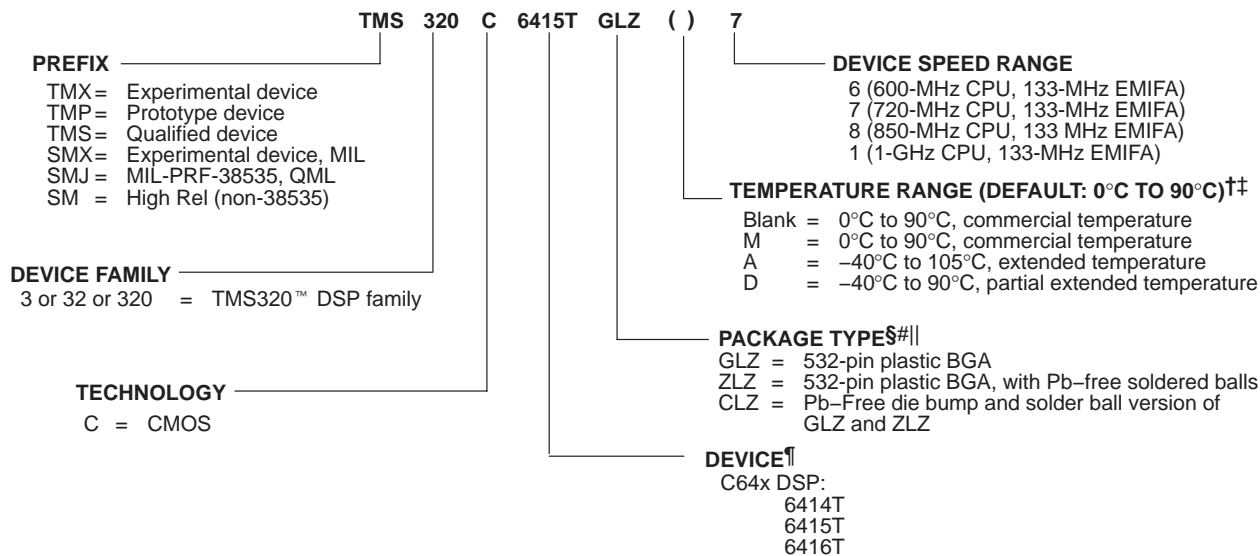 TMS 320 C 6415T GLZ ( ) 7
PREFIX
TMX = Experimental device
TMP = Prototype device
TMS = Qualified device
SMX = Experimental device, MIL
SMJ = MIL-PRF-38535, QML
SM = High Rel (non-38535)
DEVICE SPEED RANGE
6 (600-MHz CPU, 133-MHz EMIFA)
7 (720-MHz CPU, 133-MHz EMIFA)
8 (850-MHz CPU, 133 MHz EMIFA)
1 (1-GHz CPU, 133-MHz EMIFA)
TEMPERATURE RANGE (DEFAULT: 0°C TO 90°C)†‡
Blank = 0°C to 90°C, commercial temperature
M = 0°C to 90°C, commercial temperature
A = −40°C to 105°C, extended temperature
D = −40°C to 90°C, partial extended temperature
DEVICE FAMILY
3 or 32 or 320 = TMS320™ DSP family
PACKAGE TYPE§#||
GLZ = 532-pin plastic BGA
ZLZ = 532-pin plastic BGA, with Pb−free soldered balls
CLZ = Pb−Free die bump and solder ball version of
GLZ and ZLZ
TECHNOLOGY
C = CMOS
DEVICE¶
C64x DSP:
6414T
6415T
6416T